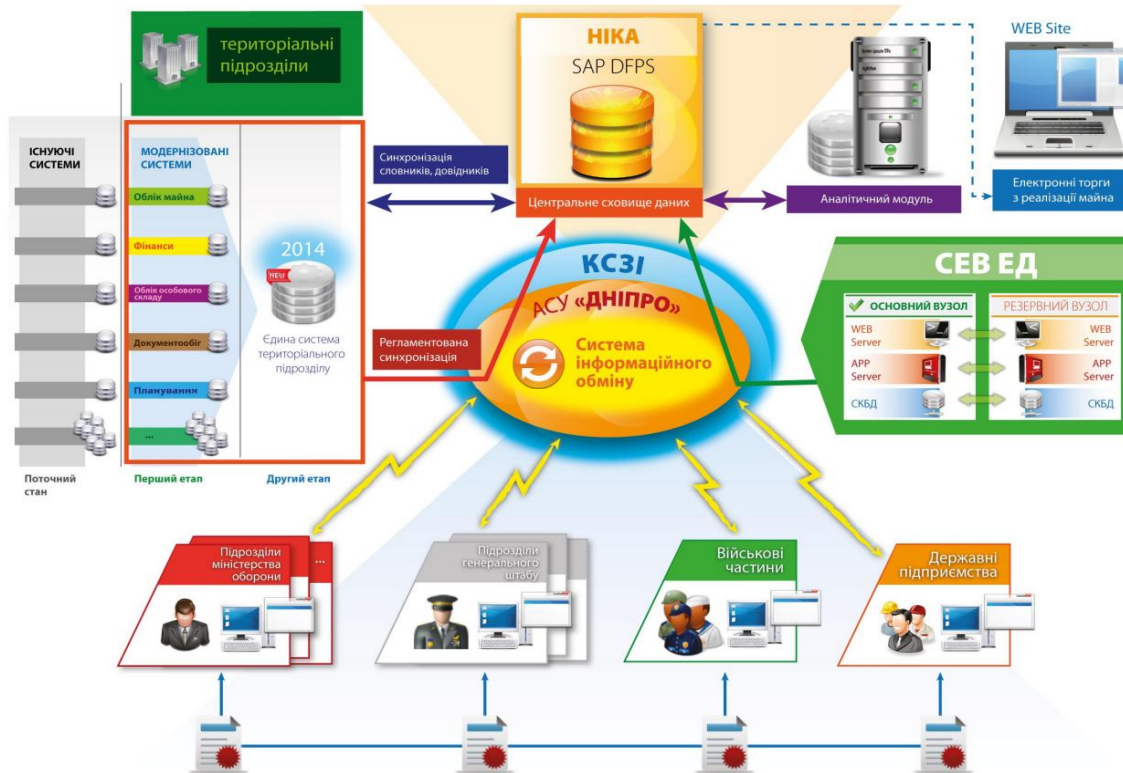 територіальні
підрозділи
ІСНУЮЧІ
СИСТЕМИ
МОДЕРНІЗОВАНІ
СИСТЕМИ
Облік майна
Фінанси
Облік особового
складу
Документообіг
Планування
...
2014
NEW
Єдина система
територіального
підрозділу
Поточний
стан
Перший етап
Другий етап
Синхронізація
словників, довідників
Регламентована
синхронізація
НІКА
SAP DFPS
Центральне сховище даних
Аналітичний модуль
WEB Site
Електронні торги
з реалізації майна
КСЗІ
АСУ «ДНІПРО»
Система
інформаційного
обміну
СЕВ ЕД
ОСНОВНИЙ ВУЗОЛ
РЕЗЕРВНИЙ ВУЗОЛ
WEB
Server
WEB
Server
APP
Server
APP
Server
СКБД
СКБД
Підрозділи
міністерства
оборони
...
Підрозділи
генерального
штабу
Військові
частини
Державні
підприємства